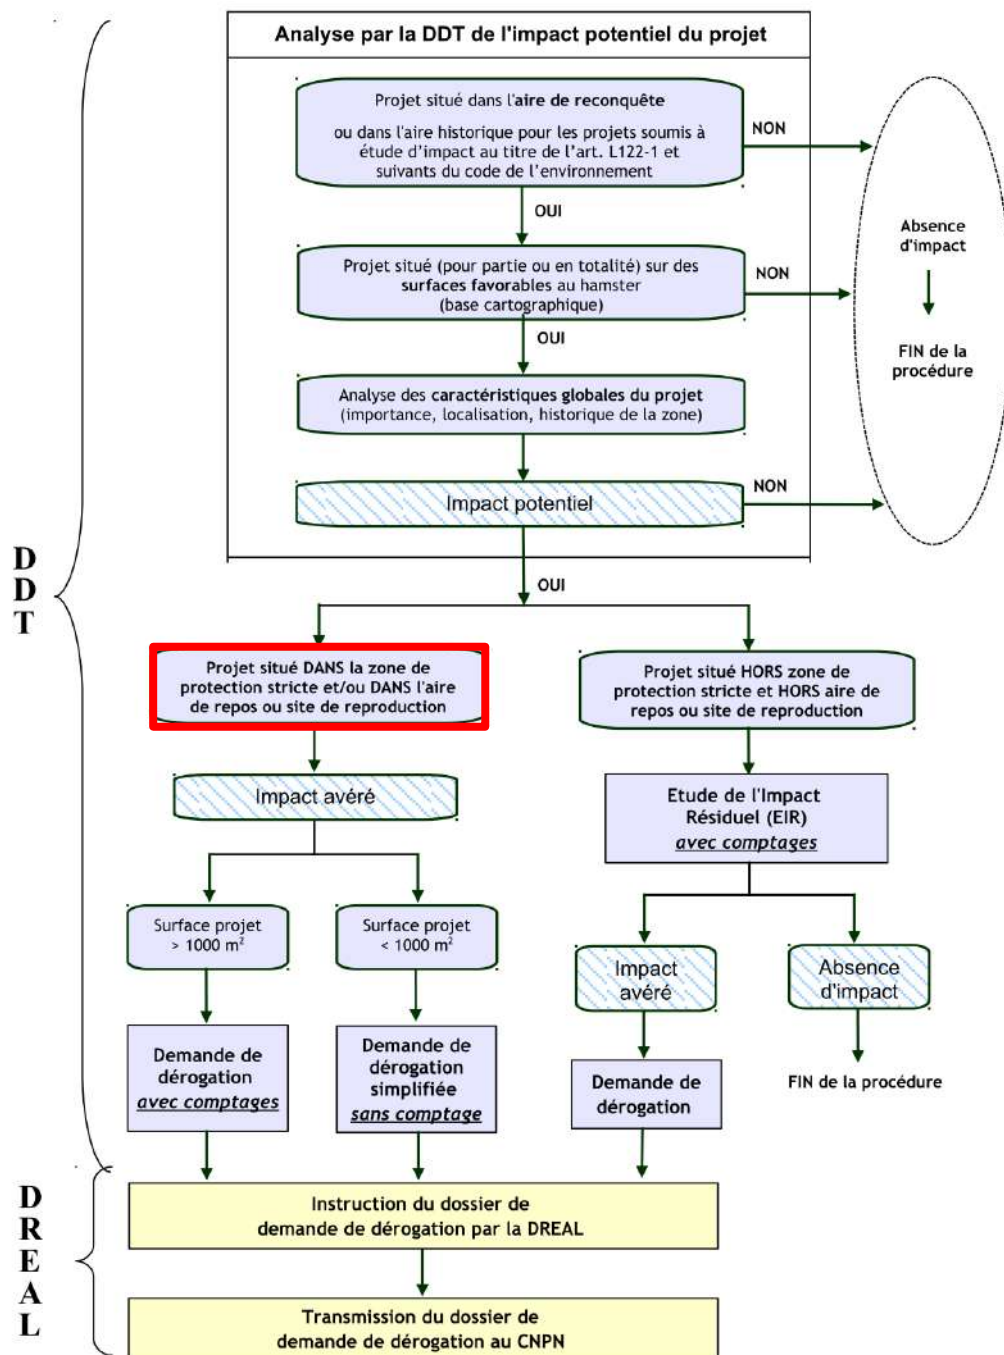 Analyse par la DDT de l'impact potentiel du projet
Projet situé dans l'aire de reconquête
ou dans l'aire historique pour les projets soumis à
étude d’impact au titre de l’art. L122-1 et
suivants du code de l’environnement
NON
OUI
Absence
d'impact
Projet situé (pour partie ou en totalité) sur des
surfaces favorables au hamster
(base cartographique)
NON
OUI
FIN de la
procédure
Analyse des caractéristiques globales du projet
(importance, localisation, historique de la zone)
Impact potentiel
NON
OUI
D
D
T
Projet situé DANS la zone de
protection stricte et/ou DANS l'aire
de repos ou site de reproduction
Projet situé HORS zone de
protection stricte et HORS aire de
repos ou site de reproduction
Impact avéré
Etude de l'Impact
Résiduel (EIR)
avec comptages
Surface projet
> 1000 m²
Surface projet
< 1000 m²
Impact
avéré
Absence
d'impact
Demande de
dérogation
avec comptages
Demande de
dérogation
simplifiée
sans comptage
Demande de
dérogation
FIN de la procédure
D
R
E
A
L
Instruction du dossier de
demande de dérogation par la DREAL
Transmission du dossier de
demande de dérogation au CNPN